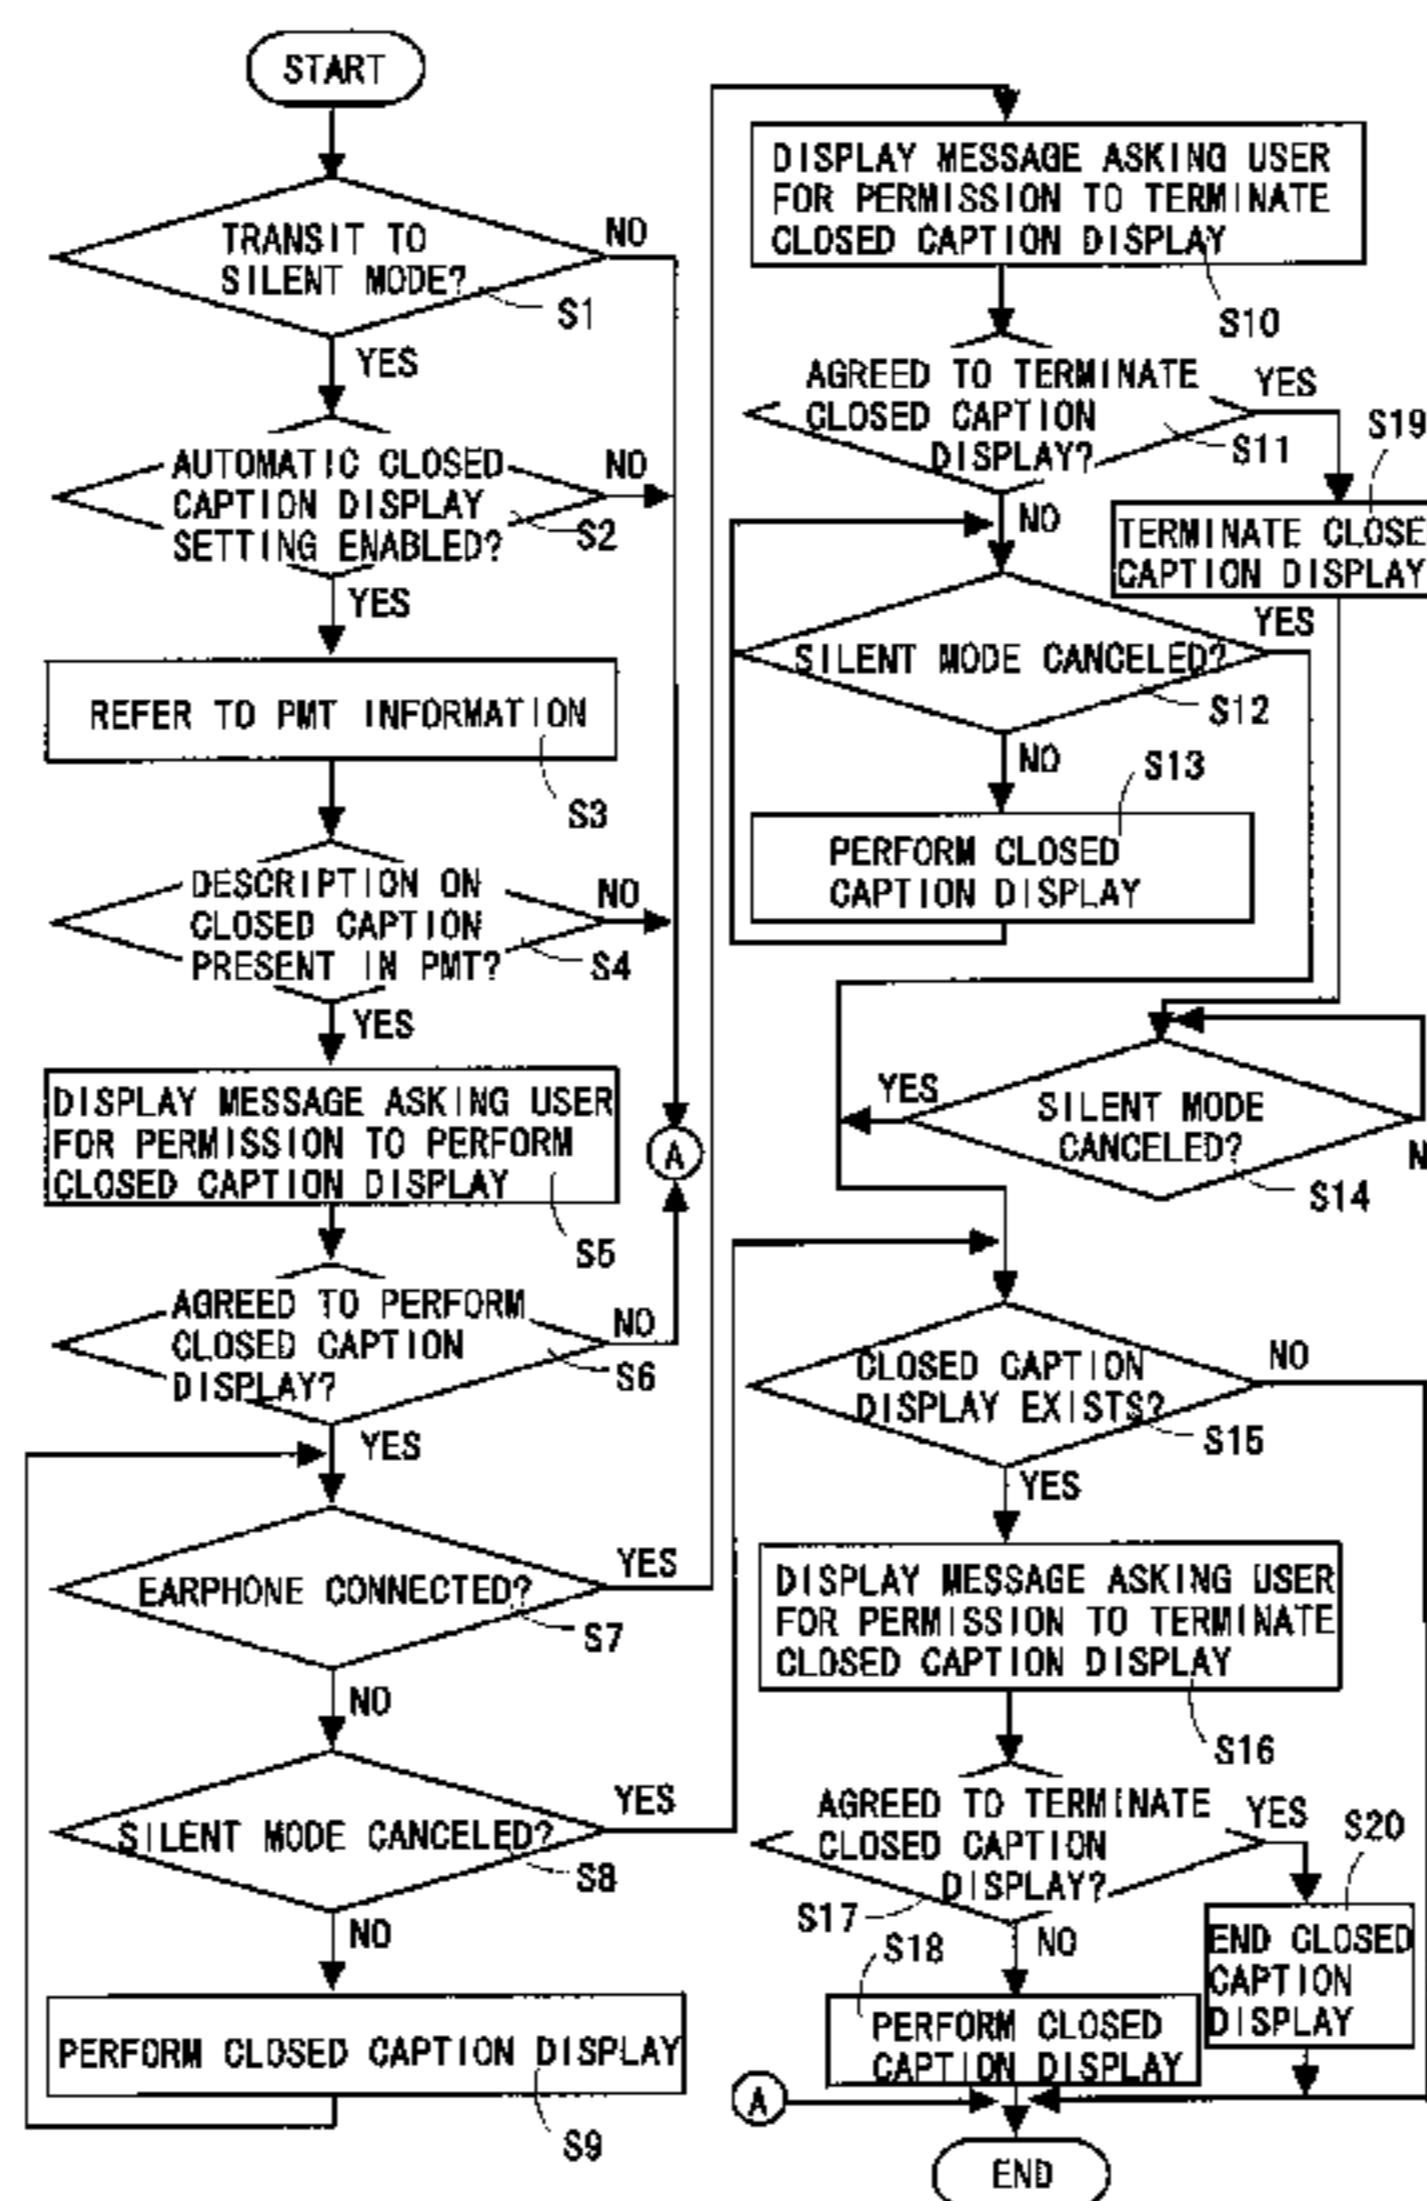 START
TRANSIT TO
SILENT MODE?
NO
S1
YES
AUTOMATIC CLOSED
CAPTION DISPLAY
SETTING ENABLED?
NO
S2
YES
REFER TO PMT INFORMATION
S3
DESCRIPTION ON
CLOSED CAPTION
PRESENT IN PMT?
NO
S4
YES
DISPLAY MESSAGE ASKING USER
FOR PERMISSION TO PERFORM
CLOSED CAPTION DISPLAY
S5
A
AGREED TO PERFORM
CLOSED CAPTION
DISPLAY?
NO
S6
YES
EARPHONE CONNECTED?
YES
S7
NO
SILENT MODE CANCELED?
YES
S8
NO
PERFORM CLOSED CAPTION DISPLAY
S9
DISPLAY MESSAGE ASKING USER
FOR PERMISSION TO TERMINATE
CLOSED CAPTION DISPLAY
S10
AGREED TO TERMINATE
CLOSED CAPTION
DISPLAY?
YES
S11
S19
NO
TERMINATE CLOSE
CAPTION DISPLAY
SILENT MODE CANCELED?
YES
S12
NO
S13
PERFORM CLOSED
CAPTION DISPLAY
YES
SILENT MODE
CANCELED?
N
S14
CLOSED CAPTION
DISPLAY EXISTS?
NO
S15
YES
DISPLAY MESSAGE ASKING USER
FOR PERMISSION TO TERMINATE
CLOSED CAPTION DISPLAY
S16
AGREED TO TERMINATE
CLOSED CAPTION
DISPLAY?
YES
S20
S17
NO
S18
END CLOSED
CAPTION
DISPLAY
PERFORM CLOSED
CAPTION DISPLAY
A
END